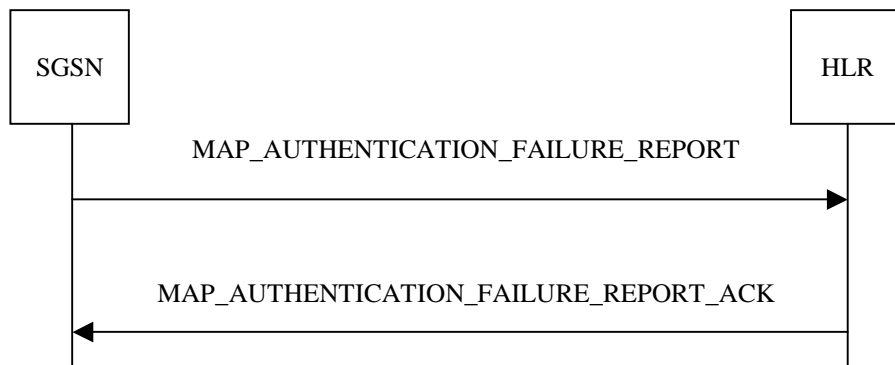 SGSN
HLR
MAP_AUTHENTICATION_FAILURE_REPORT
MAP_AUTHENTICATION_FAILURE_REPORT_ACK